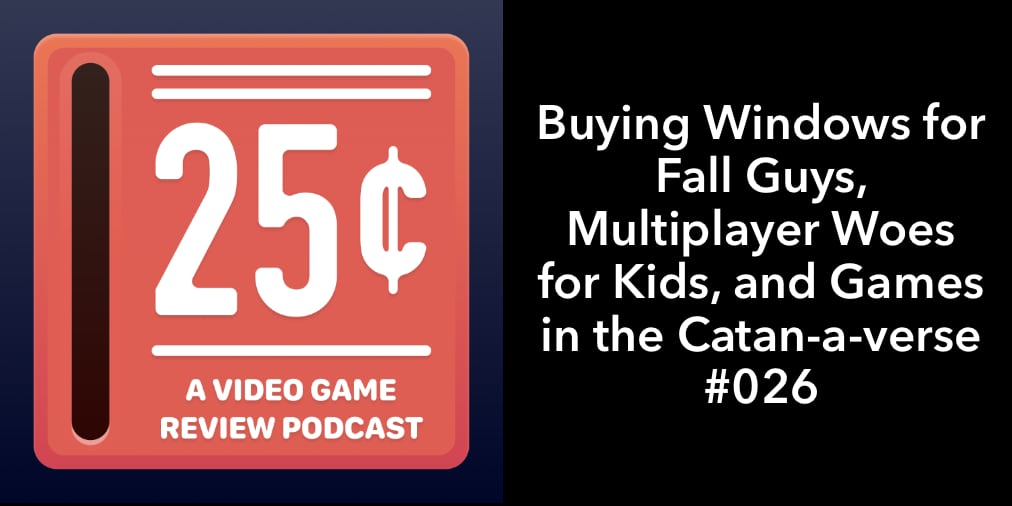 25¢
A VIDEO GAME
REVIEW PODCAST
Buying Windows for
Fall Guys,
Multiplayer Woes
for Kids, and Games
in the Catan-a-verse
#026